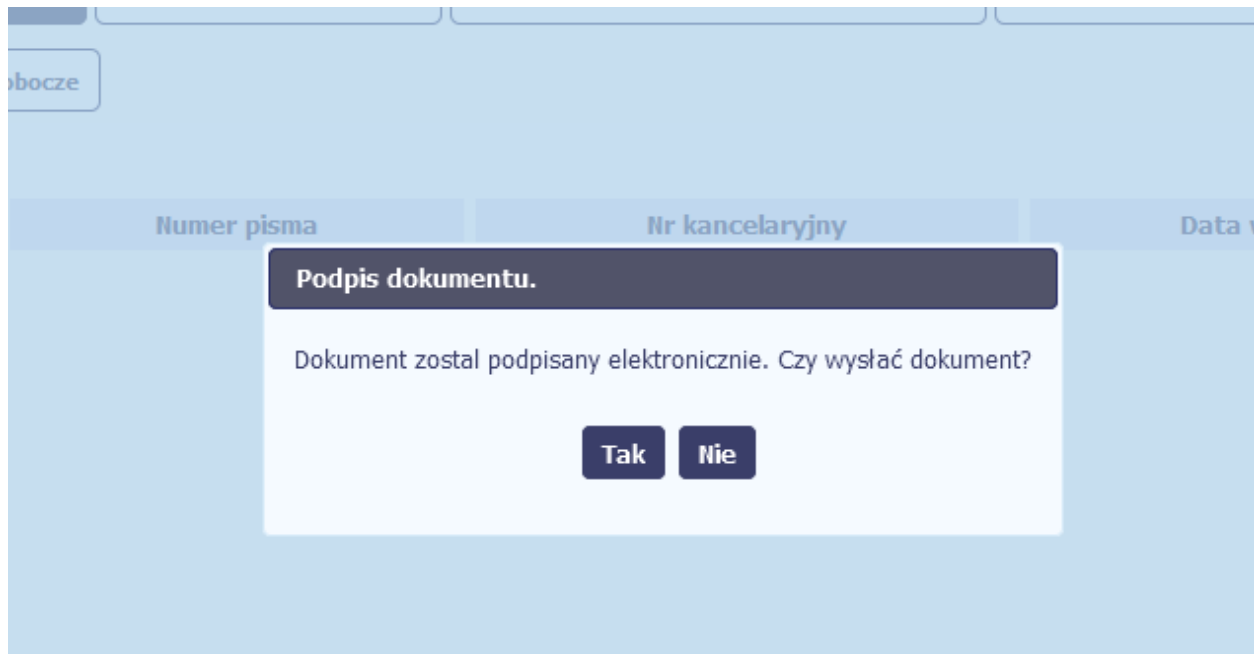 obocze
Numer pisma Nr kancelaryjny Data
Podpis dokumentu.
Dokument zostal podpisany elektronicznie. Czy wysłać dokument?
Tak Nie